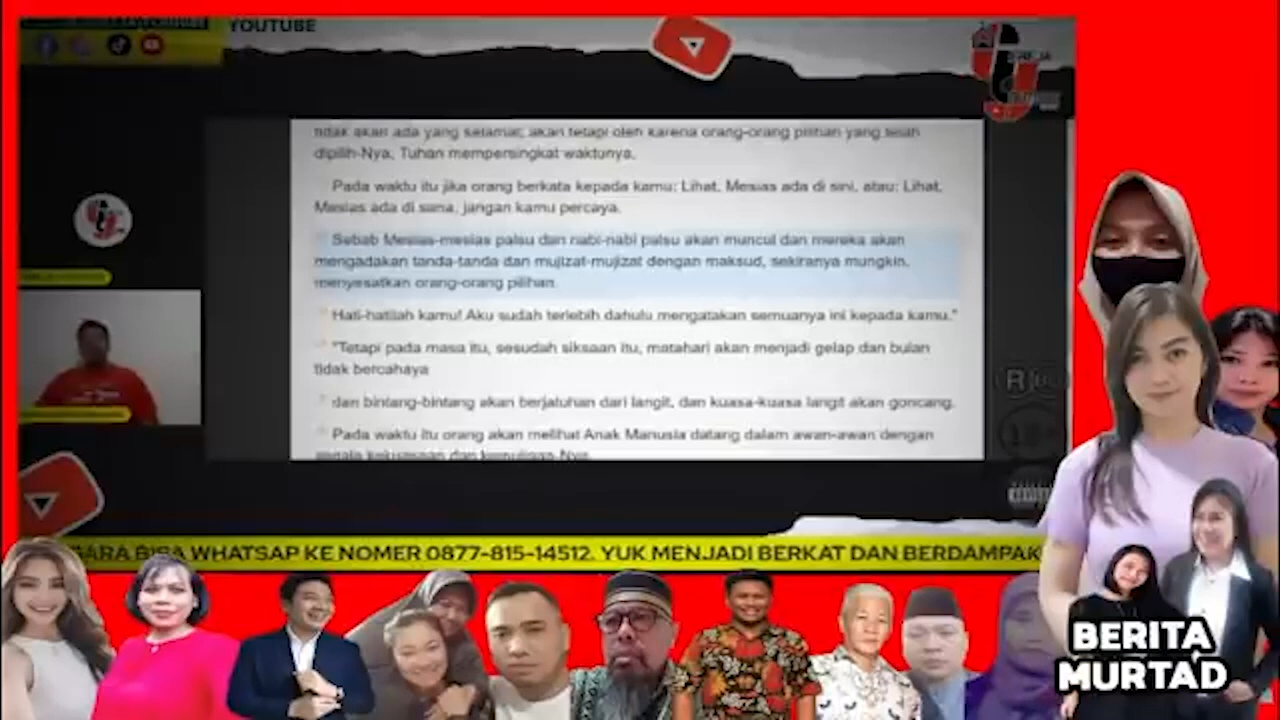 YOUTUBE
tidak akan ada yang selamat; akan tetapi oleh karena orang-orang pilihan yang telah
dipilih-Nya, Tuhan mempersingkat waktunya.
Pada waktu itu jika orang berkata kepada kamu: Lihat, Mesias ada di sini, atau: Lihat,
Mesias ada di sana, jangan kamu percaya.
Sebab Mesias-mesias palsu dan nabi-nabi palsu akan muncul dan mereka akan
mengadakan tanda-tanda dan mujizat-mujizat dengan maksud, sekiranya mungkin,
menyesatkan orang-orang pilihan.
Hati-hatilah kamu! Aku sudah terlebih dahulu mengatakan semuanya ini kepada kamu."
"Tetapi pada masa itu, sesudah siksaan itu, matahari akan menjadi gelap dan bulan
tidak bercahaya
dan bintang-bintang akan berjatuhan dari langit, dan kuasa-kuasa langit akan goncang.
Pada waktu itu orang akan melihat Anak Manusia datang dalam awan-awan dengan
segala kekuasaan dan kemuliaan-Nya.
BISA WHATSAP KE NOMER 0877-815-14512. YUK MENJADI BERKAT DAN BERDAMPAK
BERITA
MURTAD